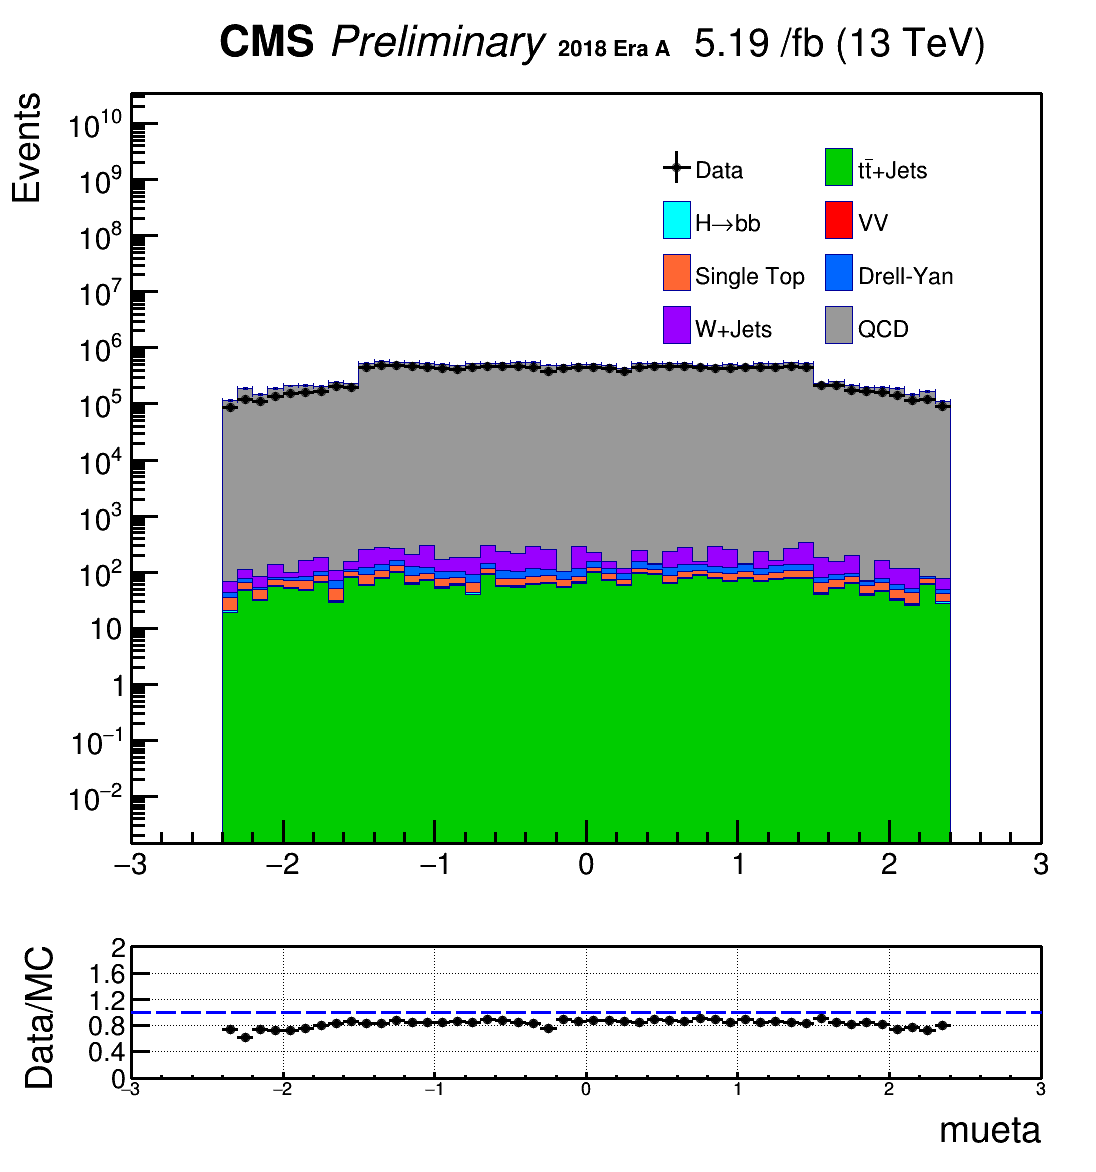 CMS Preliminary 2018 Era A 5.19 /fb (13 TeV)
Events
10^10
10^9
10^8
10^7
10^6
10^5
10^4
10^3
10^2
10
1
10^−1
10^−2
Data
tt̄+Jets
H→bb
VV
Single Top
Drell-Yan
W+Jets
QCD
−3 −2 −1 0 1 2 3
Data/MC
2
1.6
1.2
0.8
0.4
0
−3 −2 −1 0 1 2 3
mueta